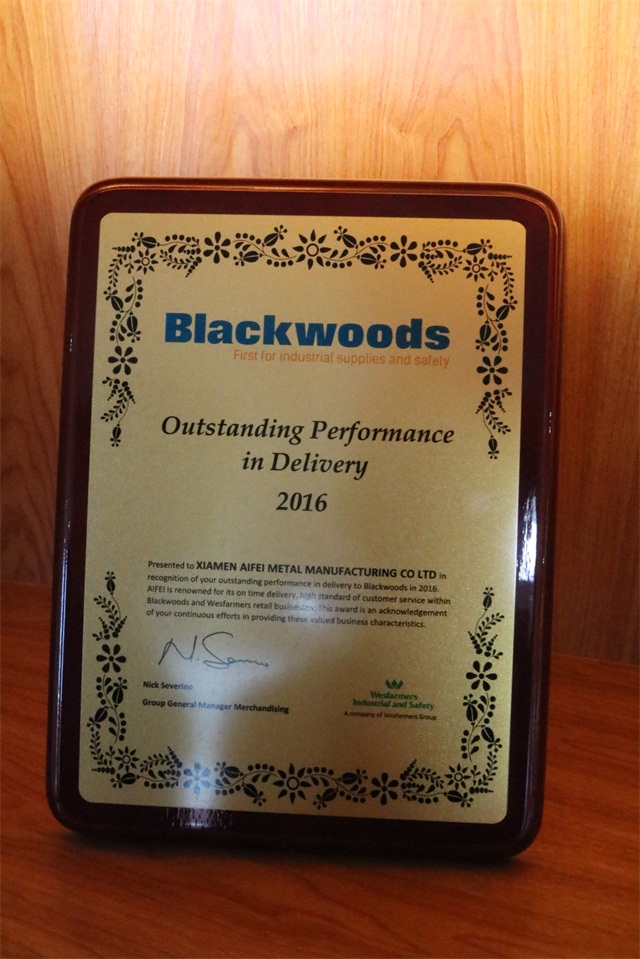 Blackwoods
First for industrial supplies and safety
Outstanding Performance
in Delivery
2016
Presented to XIAMEN AIFEI METAL MANUFACTURING CO LTD in
recognition of your outstanding performance in delivery to Blackwoods in 2016.
AIFEI is renowned for its on time delivery, high standard of customer service within
Blackwoods and Wesfarmers retail businesses. This award is an acknowledgement
of your continuous efforts in providing these valued business characteristics.
Nick Severino
Group General Manager Merchandising
Wesfarmers
Industrial and Safety
A company of Wesfarmers Group